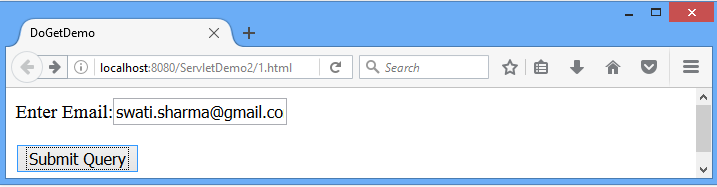 DoGetDemo
localhost:8080/ServletDemo2/1.html
Search
Enter Email: swati.sharma@gmail.co
Submit Query